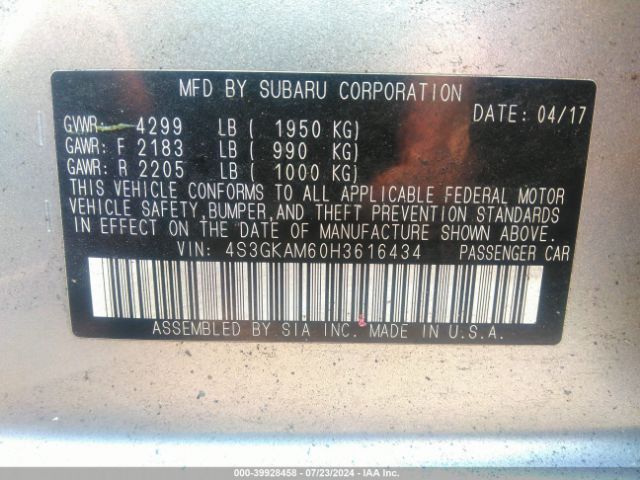 MFD BY SUBARU CORPORATION
DATE: 04/17
GVWR: 4299 LB ( 1950 KG)
GAWR: F 2183 LB ( 990 KG)
GAWR: R 2205 LB ( 1000 KG)
THIS VEHICLE CONFORMS TO ALL APPLICABLE FEDERAL MOTOR
VEHICLE SAFETY, BUMPER, AND THEFT PREVENTION STANDARDS
IN EFFECT ON THE DATE OF MANUFACTURE SHOWN ABOVE.
VIN: 4S3GKAM60H3616434 PASSENGER CAR
ASSEMBLED BY SIA INC. MADE IN U.S.A.
000-39928458 - 07/23/2024 - IAA Inc.